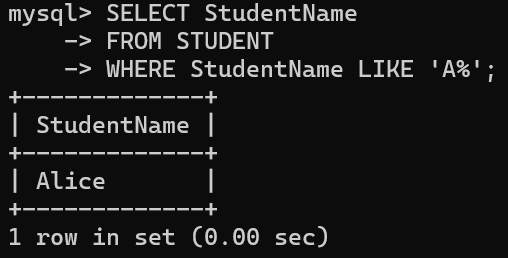 mysql> SELECT StudentName
    -> FROM STUDENT
    -> WHERE StudentName LIKE 'A%';
+-------------+
| StudentName |
+-------------+
| Alice       |
+-------------+
1 row in set (0.00 sec)